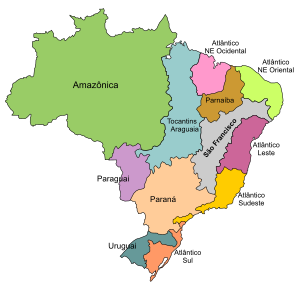 Atlântico
NE Ocidental
Atlântico
NE Oriental
Amazônica
Parnaíba
Tocantins
Araguaia
São Francisco
Atlântico
Leste
Paraguai
Paraná
Atlântico
Sudeste
Uruguai
Atlântico
Sul